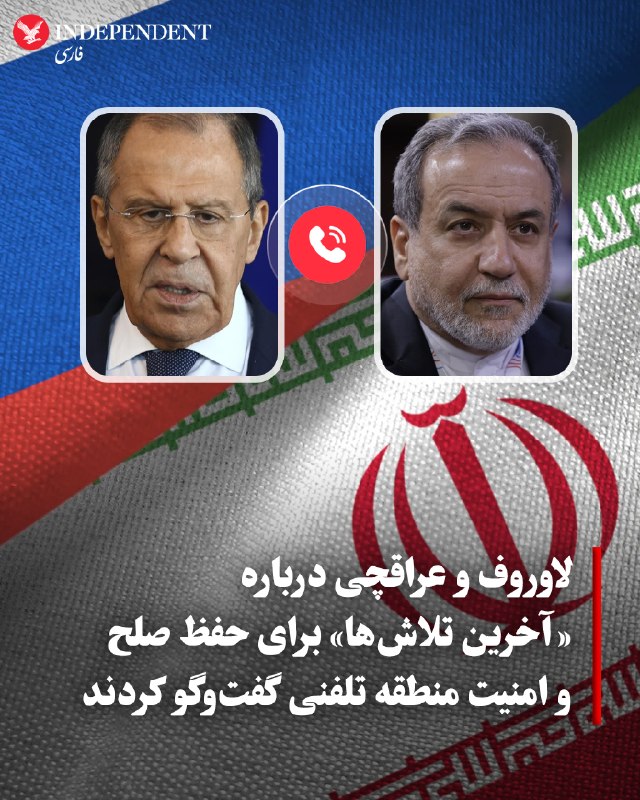 INDEPENDENT
فارسی
لاوروف و عراقچی درباره
«آخرین تلاش‌ها» برای حفظ صلح
و امنیت منطقه تلفنی گفت‌وگو کردند